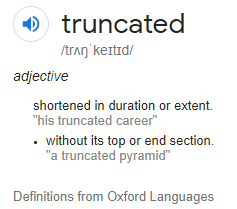 truncated
/trʌŋˈkeɪtɪd/
adjective
shortened in duration or extent.
"his truncated career"
• without its top or end section.
"a truncated pyramid"
Definitions from Oxford Languages